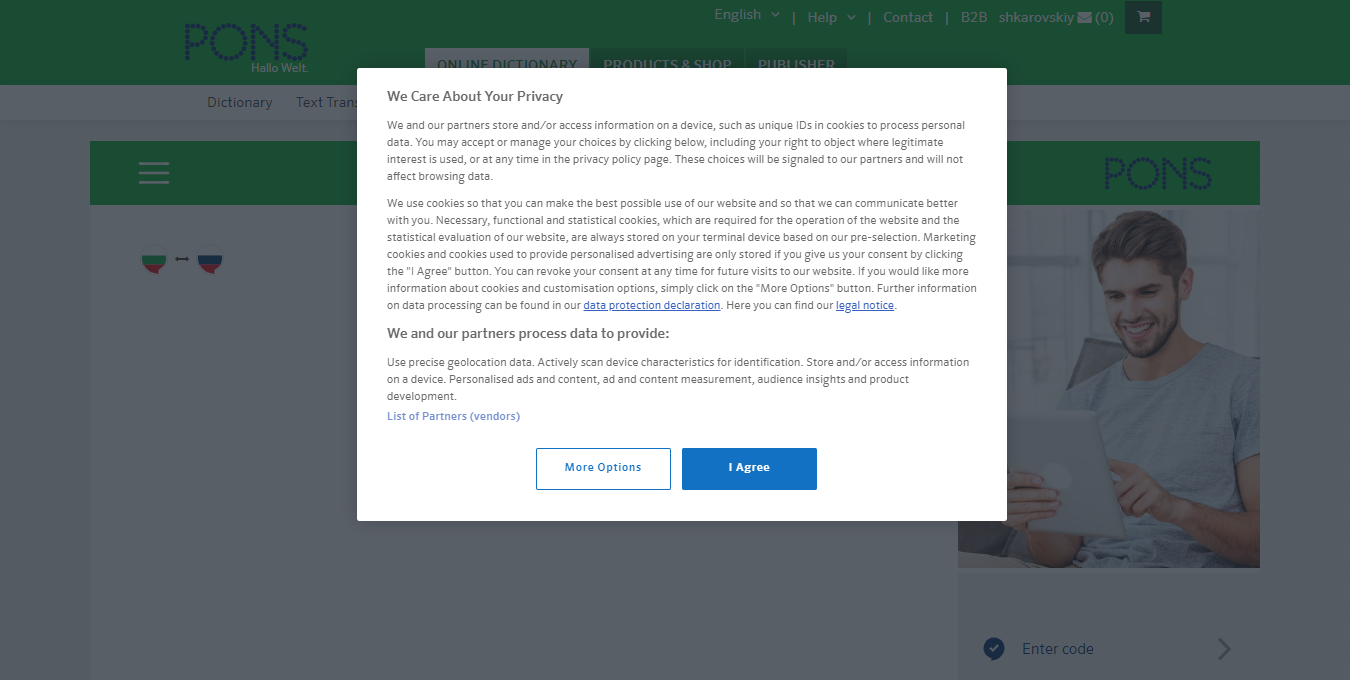 English | Help | Contact | B2B shkarovskiy (0)
PONS
Hallo Welt.
ONLINE DICTIONARY PRODUCTS & SHOP PUBLISHER
Dictionary Text Trans
We Care About Your Privacy
We and our partners store and/or access information on a device, such as unique IDs in cookies to process personal
data. You may accept or manage your choices by clicking below, including your right to object where legitimate
interest is used, or at any time in the privacy policy page. These choices will be signaled to our partners and will not
affect browsing data.
We use cookies so that you can make the best possible use of our website and so that we can communicate better
with you. Necessary, functional and statistical cookies, which are required for the operation of the website and the
statistical evaluation of our website, are always stored on your terminal device based on our pre-selection. Marketing
cookies and cookies used to provide personalised advertising are only stored if you give us your consent by clicking
the "I Agree" button. You can revoke your consent at any time for future visits to our website. If you would like more
information about cookies and customisation options, simply click on the "More Options" button. Further information
on data processing can be found in our data protection declaration. Here you can find our legal notice.
We and our partners process data to provide:
Use precise geolocation data. Actively scan device characteristics for identification. Store and/or access information
on a device. Personalised ads and content, ad and content measurement, audience insights and product
development.
List of Partners (vendors)
More Options I Agree
PONS
Enter code